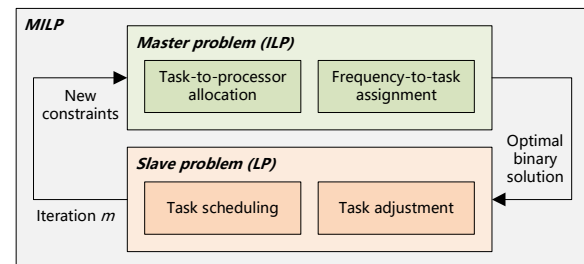 MILP
Master problem (ILP)
Task-to-processor
allocation
Frequency-to-task
assignment
New
constraints
Optimal
binary
solution
Slave problem (LP)
Task scheduling
Task adjustment
Iteration m